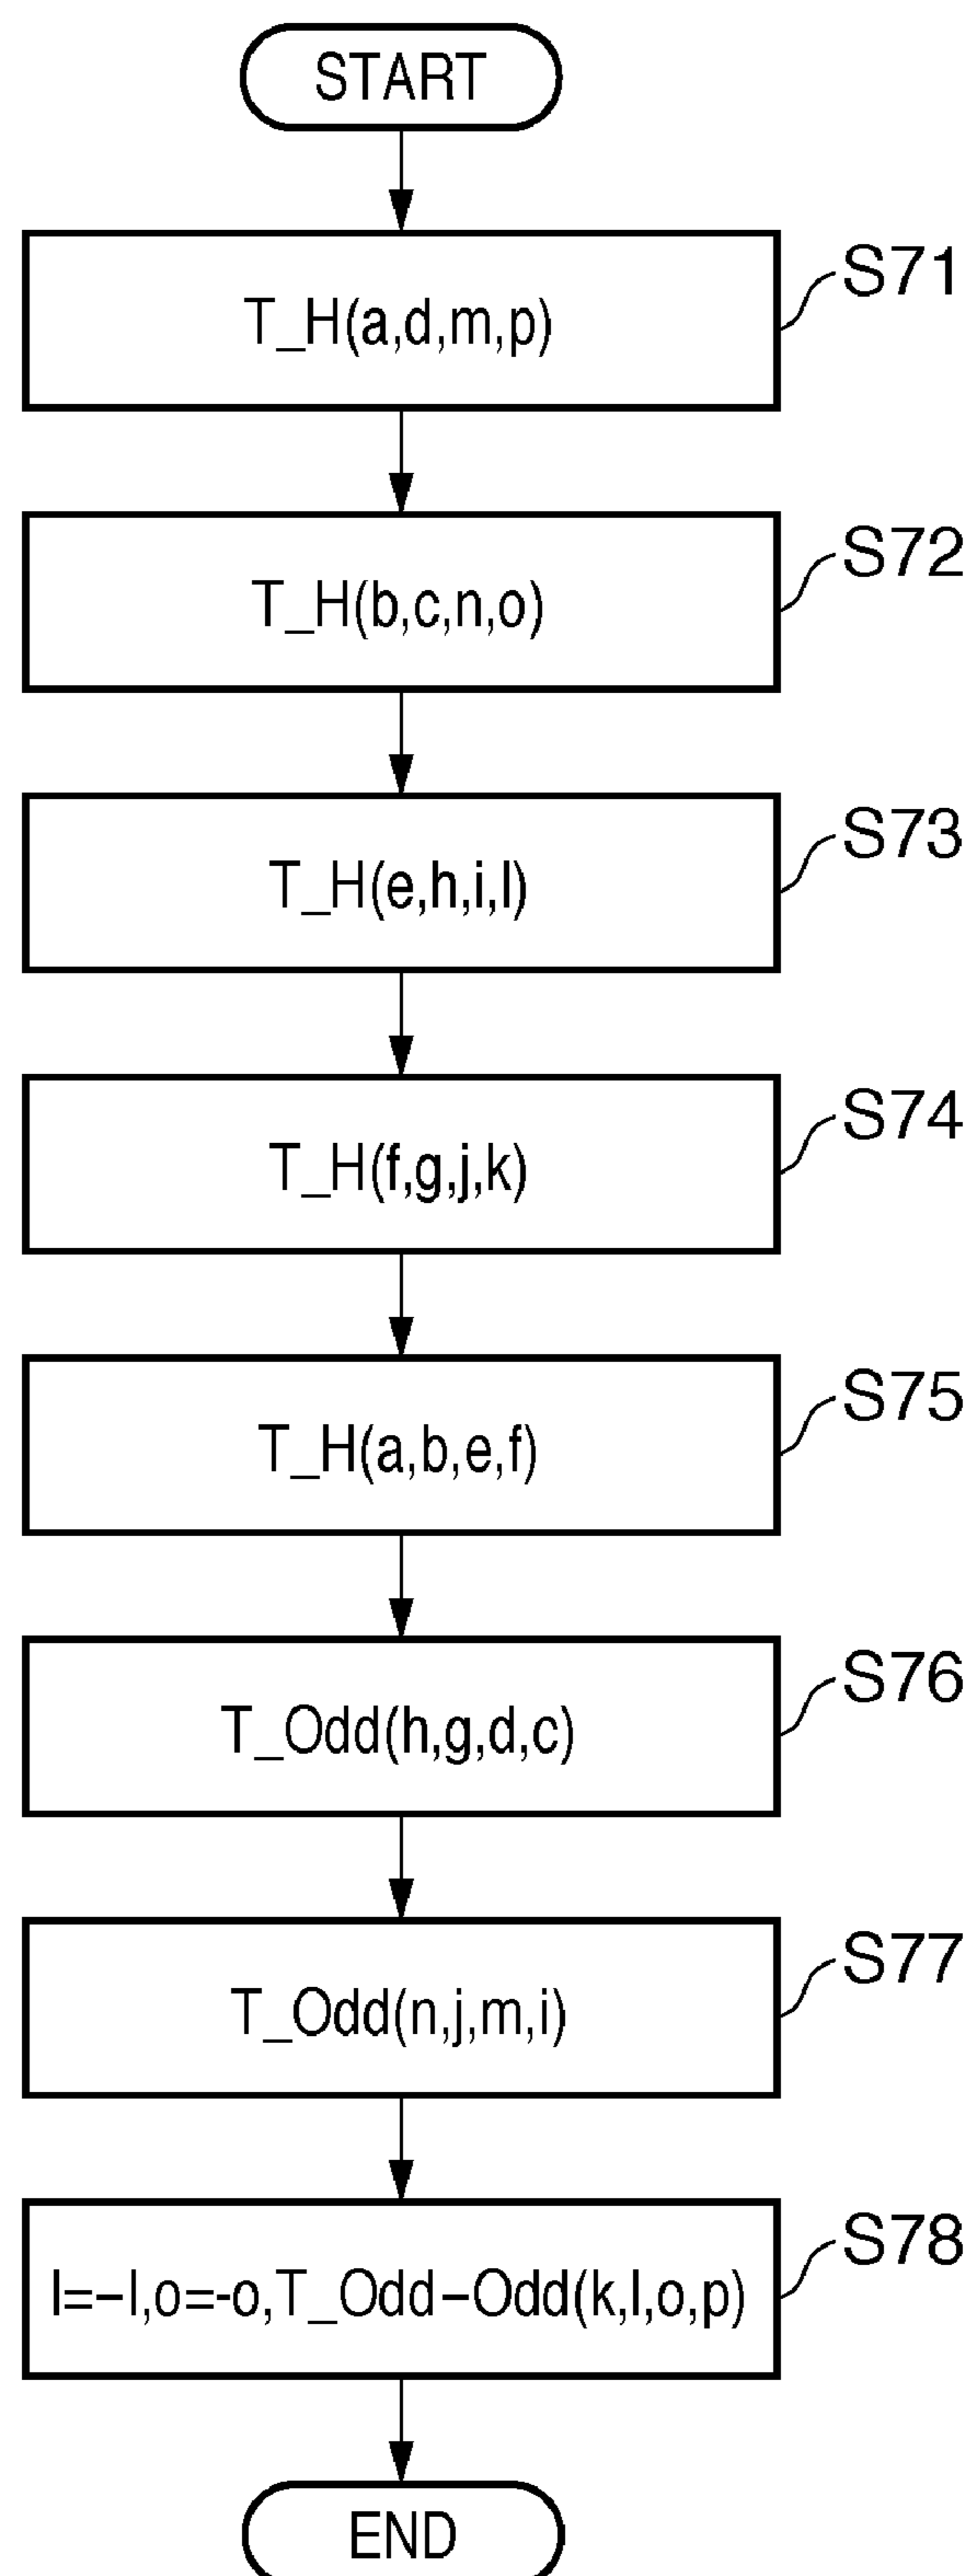 START
T_H(a,d,m,p)
S71
T_H(b,c,n,o)
S72
T_H(e,h,i,l)
S73
T_H(f,g,j,k)
S74
T_H(a,b,e,f)
S75
T_Odd(h,g,d,c)
S76
T_Odd(n,j,m,i)
S77
l=−l,o=-o,T_Odd−Odd(k,l,o,p)
S78
END